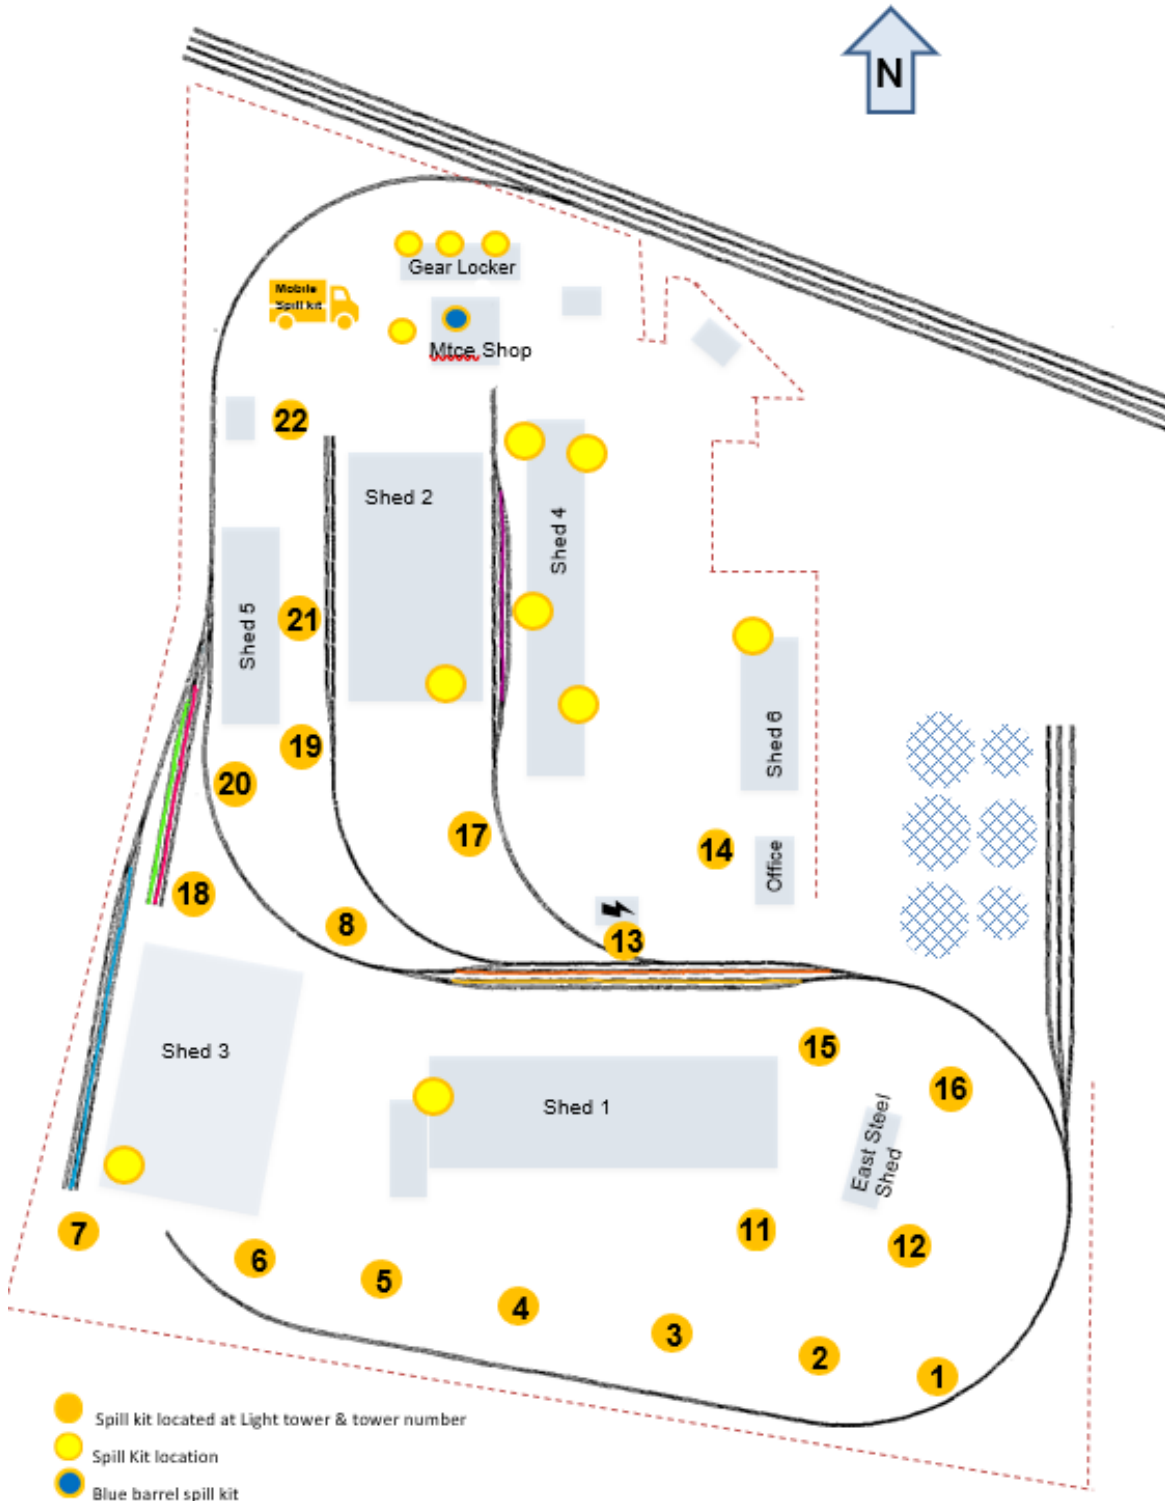 N
Gear Locker
Mobile
Spill kit
Mtce Shop
22
Shed 2
Shed 4
21
Shed 5
19
20
Shed 6
17
14
Office
18
8
13
15
Shed 3
16
Shed 1
East Steel
Shed
11
12
7
6
5
4
3
2
1
Spill kit located at Light tower & tower number
Spill Kit location
Blue barrel spill kit